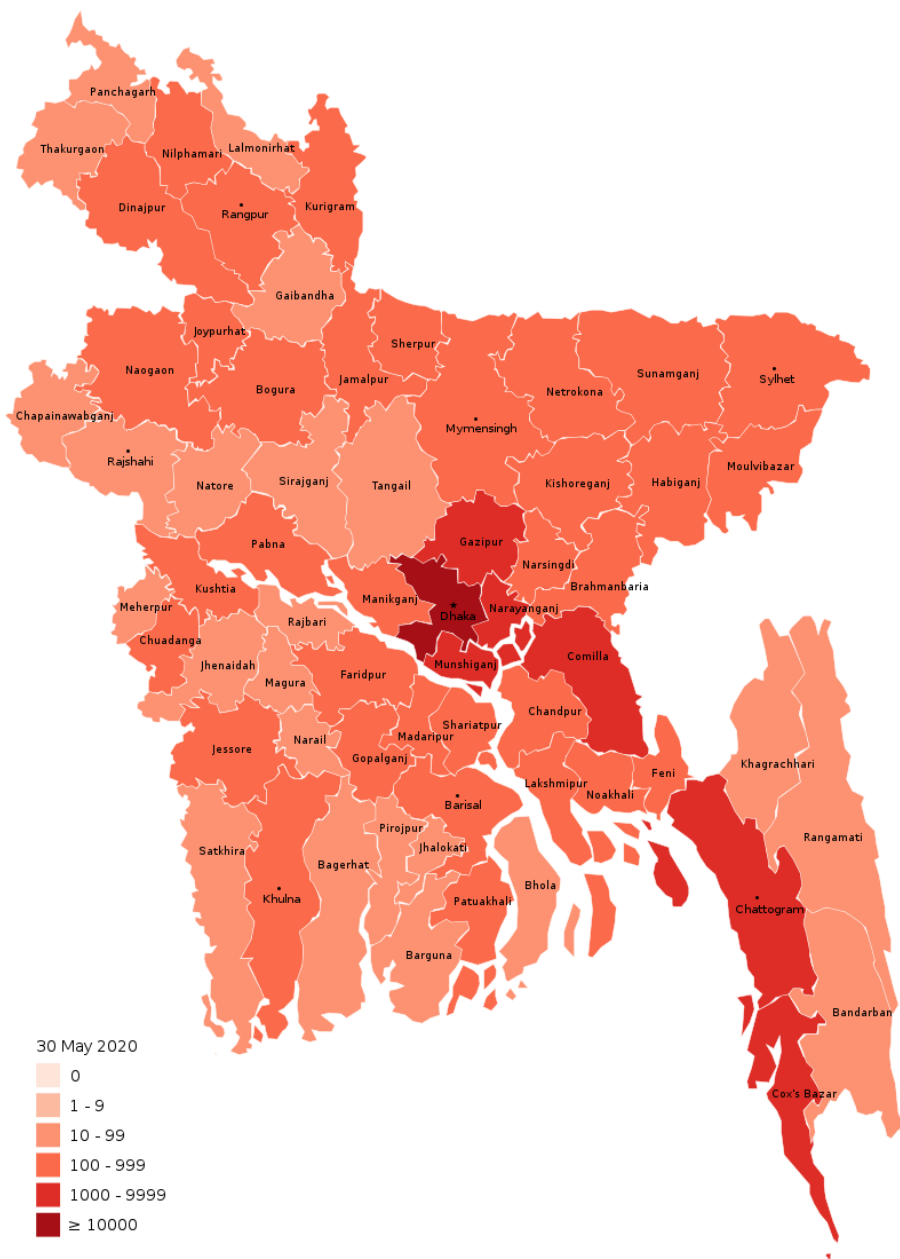 Panchagarh
Thakurgaon
Nilphamari
Lalmonirhat
Dinajpur
Rangpur
Kurigram
Gaibandha
Joypurhat
Naogaon
Bogura
Jamalpur
Sherpur
Mymensingh
Netrokona
Sunamganj
Sylhet
Chapainawabganj
Rajshahi
Natore
Sirajganj
Tangail
Kishoreganj
Habiganj
Moulvibazar
Pabna
Gazipur
Narsingdi
Brahmanbaria
Kushtia
Manikganj
Dhaka
Narayanganj
Meherpur
Chuadanga
Rajbari
Jhenaidah
Magura
Faridpur
Munshiganj
Comilla
Jessore
Narail
Gopalganj
Madaripur
Shariatpur
Chandpur
Lakshmipur
Noakhali
Feni
Khagrachhari
Rangamati
Barisal
Pirojpur
Jhalokati
Satkhira
Khulna
Bagerhat
Patuakhali
Bhola
Barguna
Chattogram
Bandarban
Cox's Bazar
30 May 2020
0
1 - 9
10 - 99
100 - 999
1000 - 9999
≥ 10000